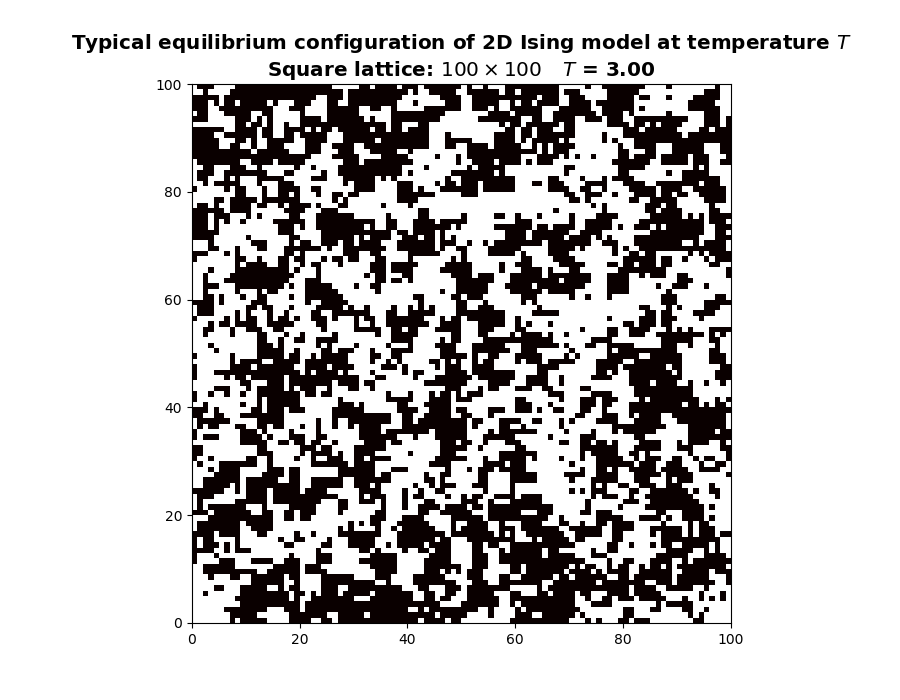 Typical equilibrium configuration of 2D Ising model at temperature T
Square lattice: 100 × 100 T = 3.00
100
80
60
40
20
0
0 20 40 60 80 100